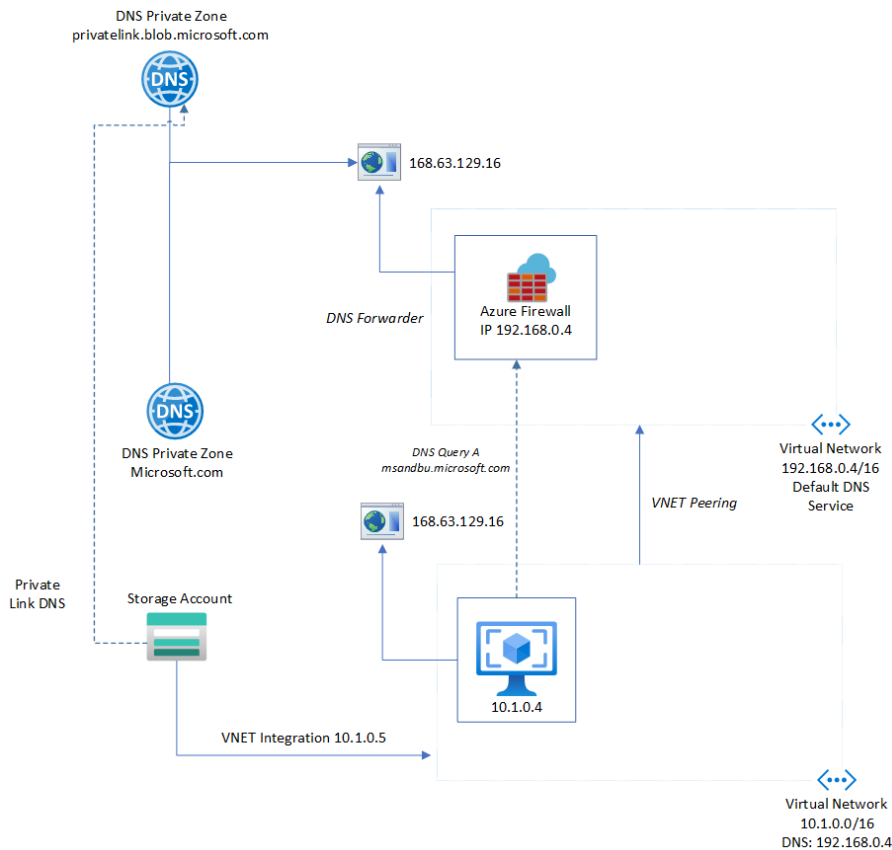 DNS Private Zone
privatelink.blob.microsoft.com
DNS
168.63.129.16
Azure Firewall
IP 192.168.0.4
DNS Forwarder
DNS
DNS Private Zone
Microsoft.com
DNS Query A
msandbu.microsoft.com
Virtual Network
192.168.0.4/16
Default DNS
Service
VNET Peering
168.63.129.16
Private
Link DNS
Storage Account
10.1.0.4
VNET Integration 10.1.0.5
Virtual Network
10.1.0.0/16
DNS: 192.168.0.4